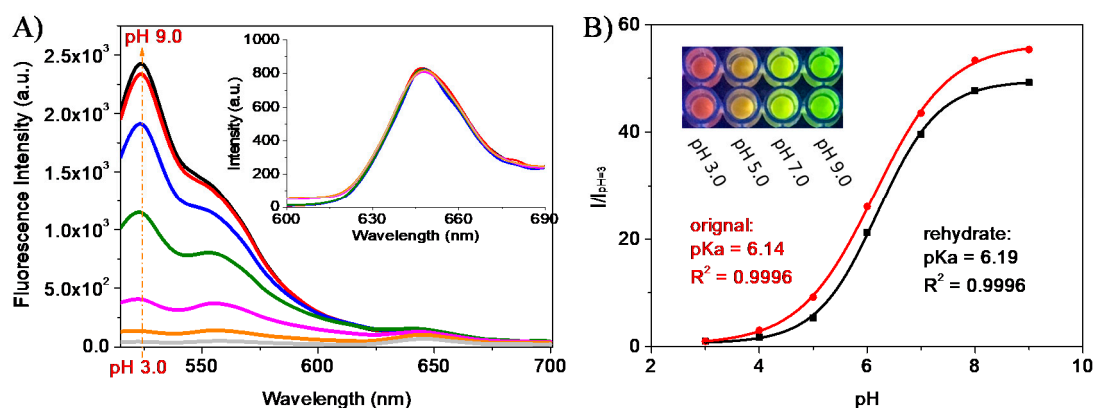 A)
pH 9.0
2.5x10³
2.0x10³
1.5x10³
1.0x10³
5.0x10²
0.0
Fluorescence Intensity (a.u.)
pH 3.0
550
600
650
700
Wavelength (nm)
1000
800
600
400
200
0
Intensity (a.u.)
600
630
660
690
Wavelength (nm)
B)
60
40
20
0
I/I pH=3
pH 3.0
pH 5.0
pH 7.0
pH 9.0
orignal:
pKa = 6.14
R² = 0.9996
rehydrate:
pKa = 6.19
R² = 0.9996
2
4
6
8
10
pH